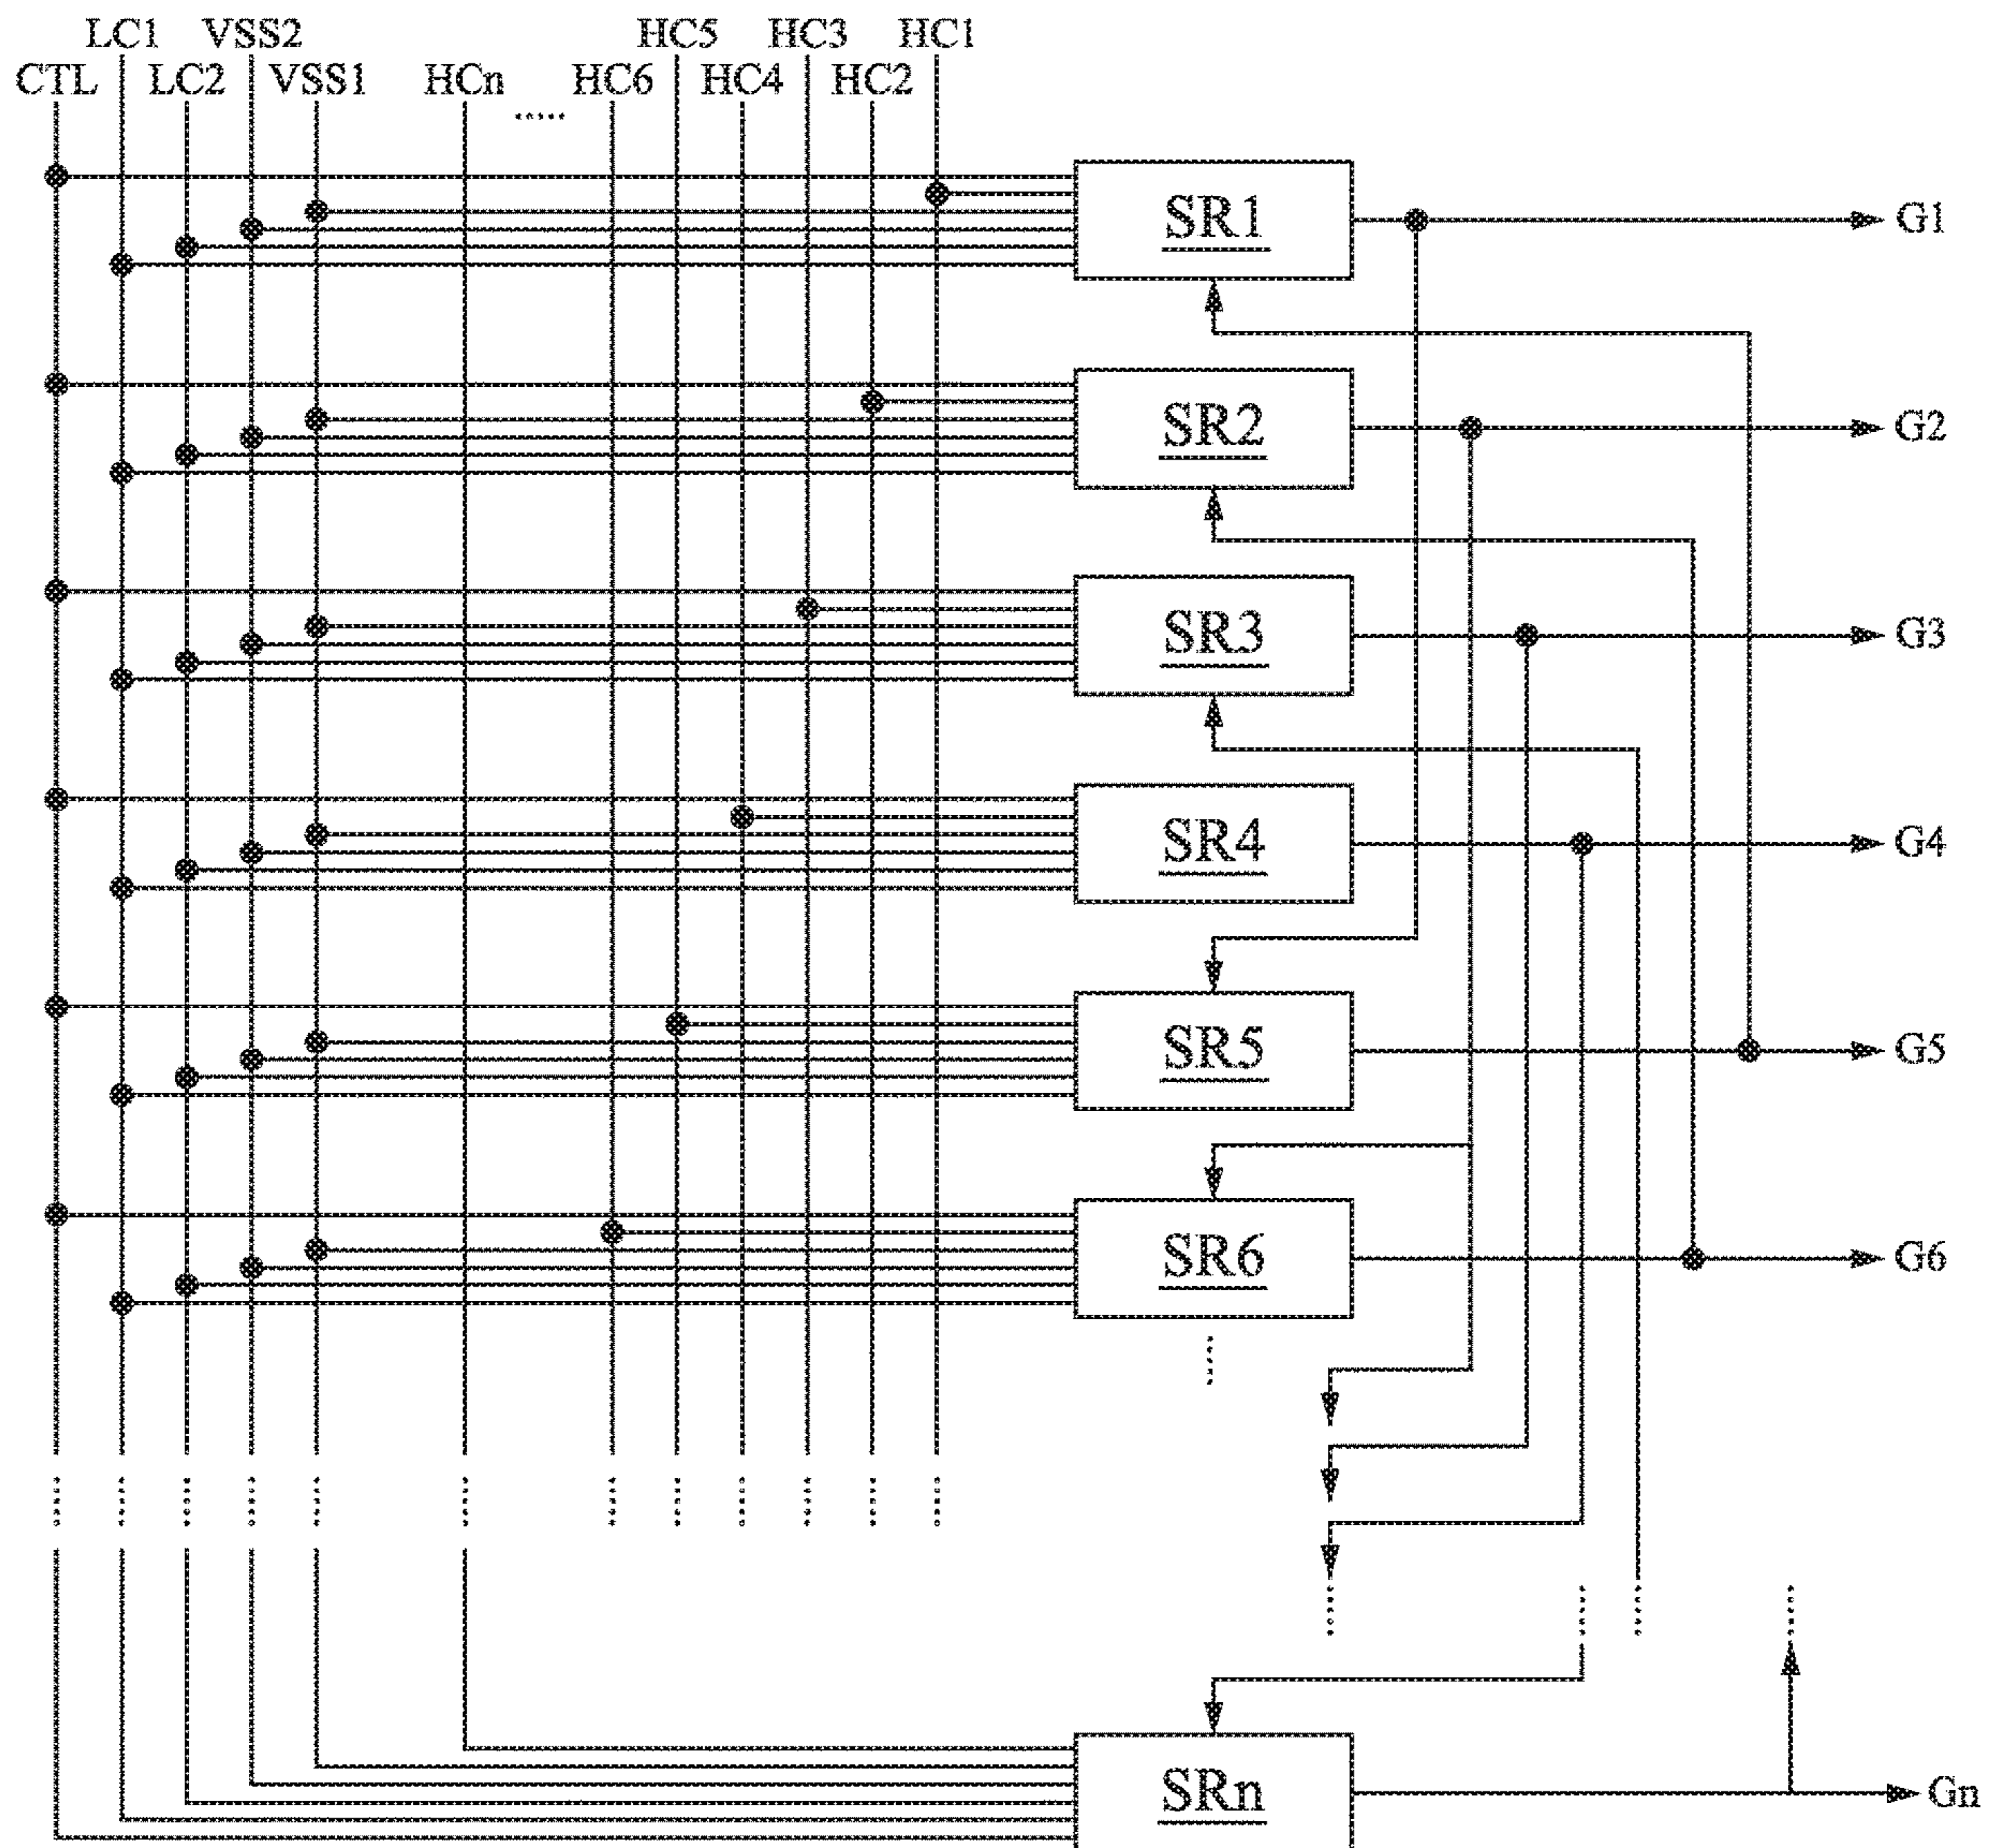 LC1 VSS2 HC5 HC3 HC1
CTL LC2 VSS1 HCn ..... HC6 HC4 HC2
SR1 G1
SR2 G2
SR3 G3
SR4 G4
SR5 G5
SR6 G6
SRn Gn